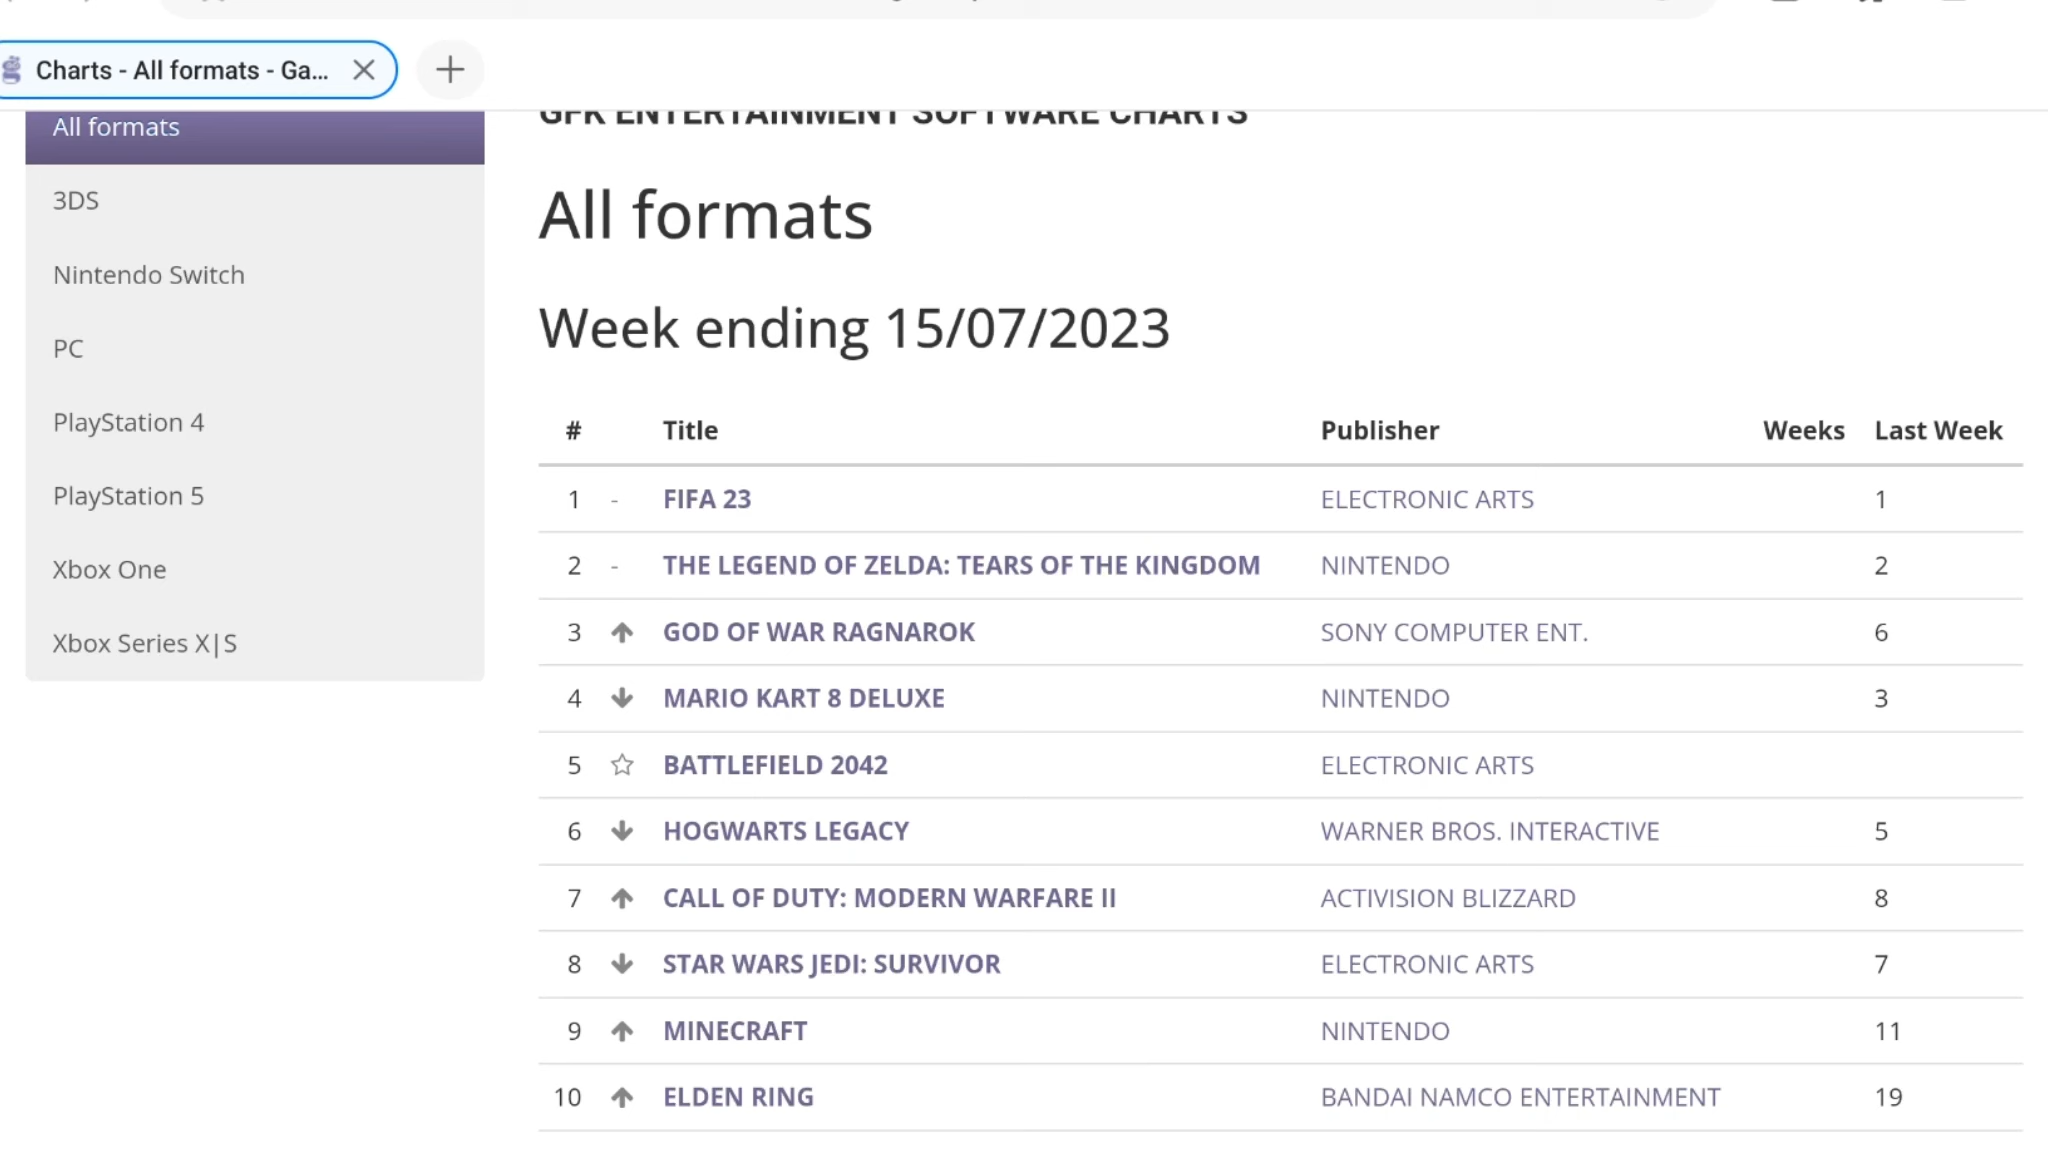 Charts - All formats - Ga...
All formats
3DS
Nintendo Switch
PC
PlayStation 4
PlayStation 5
Xbox One
Xbox Series X|S
GFK ENTERTAINMENT SOFTWARE CHARTS
All formats
Week ending 15/07/2023
# Title Publisher Weeks Last Week
1 - FIFA 23 ELECTRONIC ARTS 1
2 - THE LEGEND OF ZELDA: TEARS OF THE KINGDOM NINTENDO 2
3 GOD OF WAR RAGNAROK SONY COMPUTER ENT. 6
4 MARIO KART 8 DELUXE NINTENDO 3
5 BATTLEFIELD 2042 ELECTRONIC ARTS
6 HOGWARTS LEGACY WARNER BROS. INTERACTIVE 5
7 CALL OF DUTY: MODERN WARFARE II ACTIVISION BLIZZARD 8
8 STAR WARS JEDI: SURVIVOR ELECTRONIC ARTS 7
9 MINECRAFT NINTENDO 11
10 ELDEN RING BANDAI NAMCO ENTERTAINMENT 19